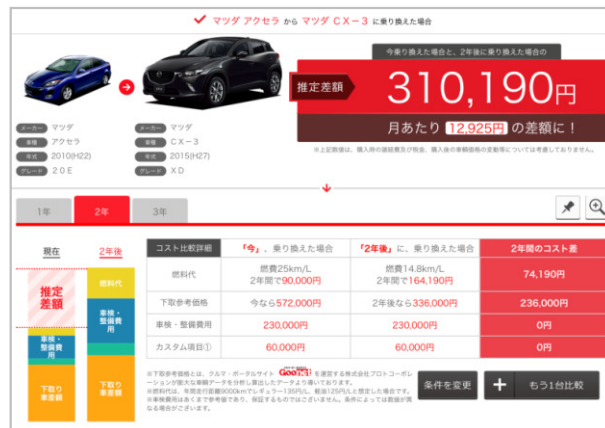 マツダ アクセラ から マツダ CX-3 に乗り換えた場合
今乗り換えた場合と、2年後に乗り換えた場合の
推定差額 310,190円
月あたり 12,925円 の差額に！
※上記数値は、購入時の諸経費及び税金、購入後の車輌価格の変動等については考慮しておりません。
メーカー マツダ
車種 アクセラ
年式 2010(H22)
グレード 20E
メーカー マツダ
車種 CX-3
年式 2015(H27)
グレード XD
1年 2年 3年
現在 2年後
推定差額
車検・整備費用
下取り車差額
燃料代
車検・整備費用
下取り車差額
コスト比較詳細 「今」、乗り換えた場合 「2年後」に、乗り換えた場合 2年間のコスト差
燃料代 燃費25km/L 2年間で90,000円 燃費14.8km/L 2年間で164,190円 74,190円
下取参考価格 今なら572,000円 2年後なら336,000円 236,000円
車検・整備費用 230,000円 230,000円 0円
カスタム項目① 60,000円 60,000円 0円
※下取参考価格とは、クルマ・ポータルサイト Goo-net を運営する株式会社プロトコーポレ
ーションが膨大な車輌データを分析し算出したデータより導いております。
※燃料代は、年間走行距離9000kmでレギュラー135円/L、軽油125円/Lと想定した場合です。
※車検費用はあくまで参考値であり、保証するものではございません。条件によっては数値が異
なる場合がございます。
条件を変更
+ もう1台比較